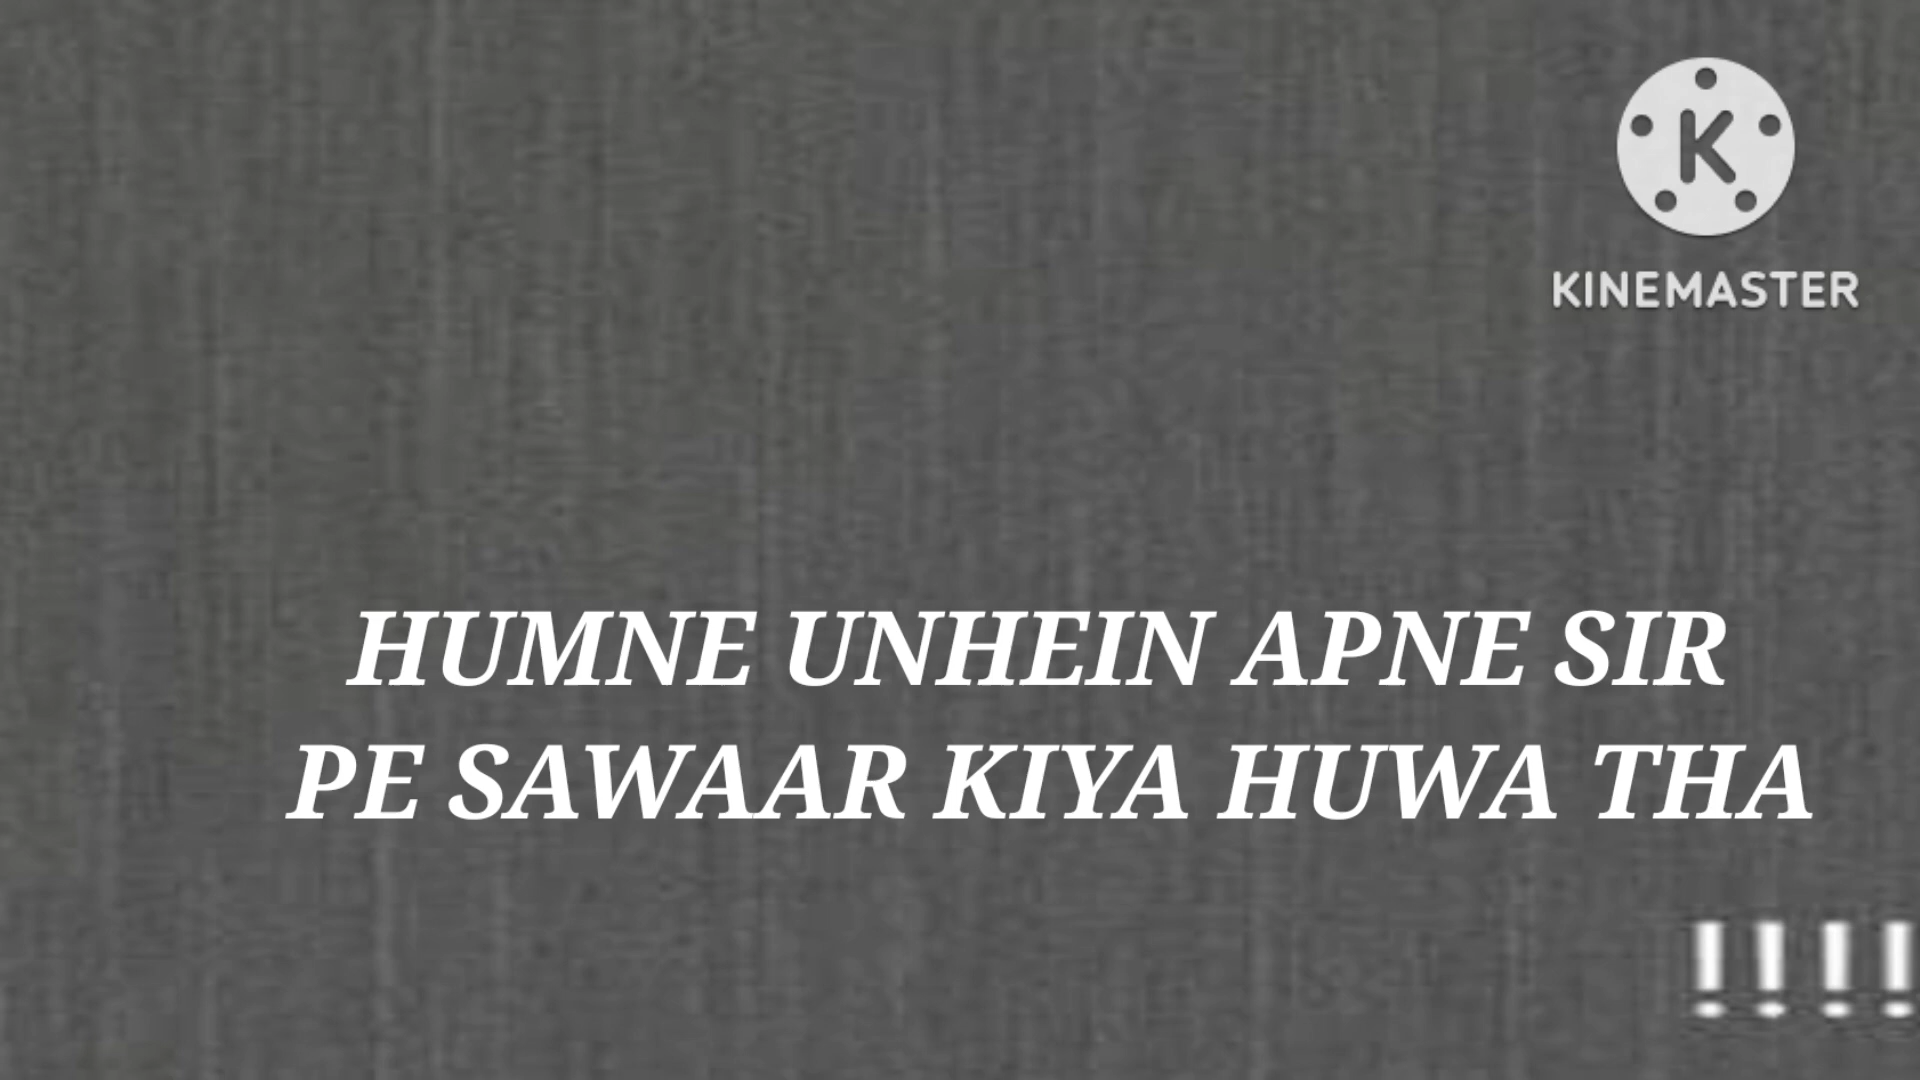 K
KINEMASTER
HUMNE UNHEIN APNE SIR
PE SAWAAR KIYA HUWA THA
!!!!